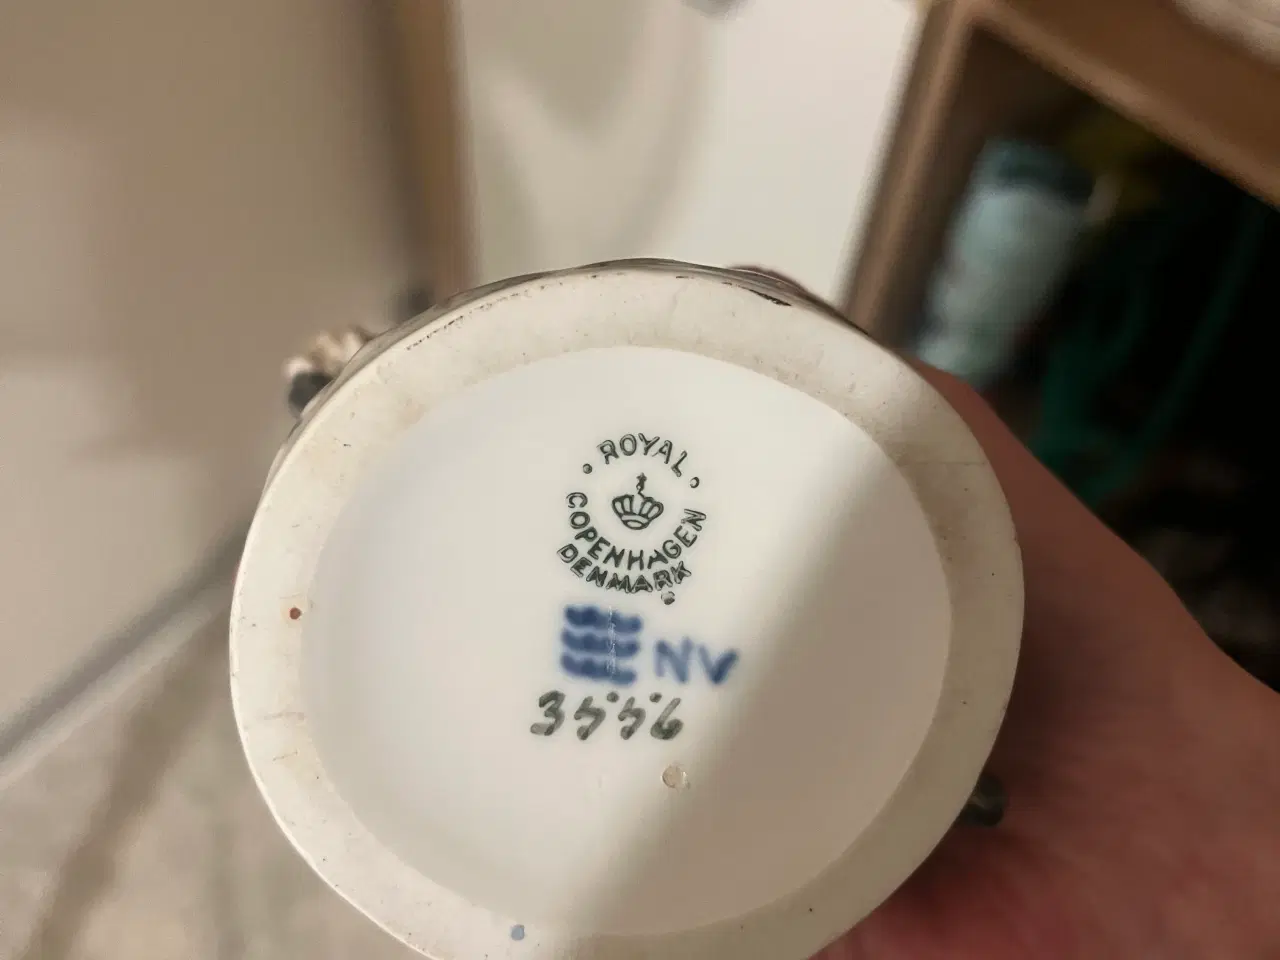 ROYAL
COPENHAGEN
DENMARK
NV
3556